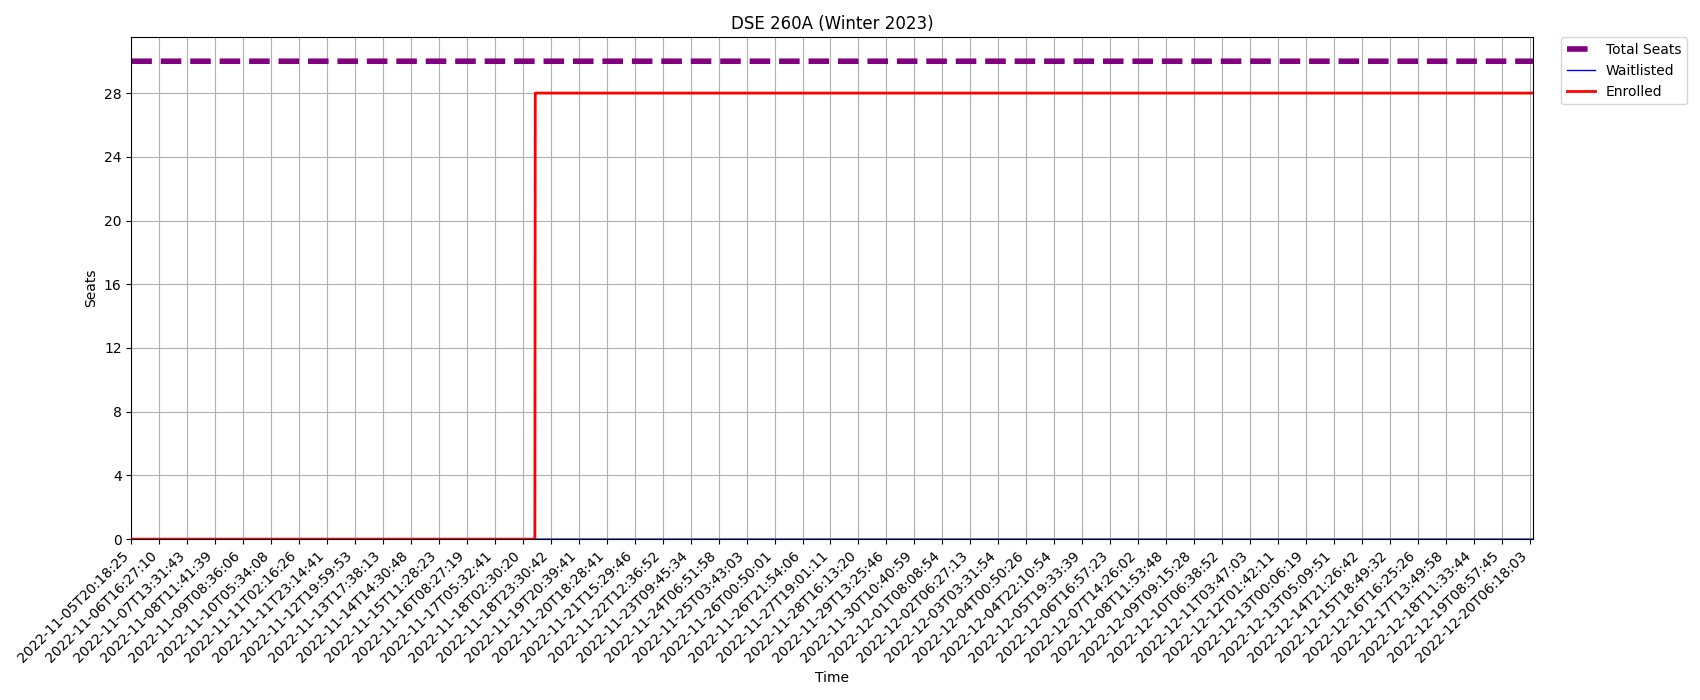 DSE 260A (Winter 2023)
Total Seats
Waitlisted
Enrolled
Seats
28
24
20
16
12
8
4
0
2022-11-05T20:18:25
2022-11-06T16:27:10
2022-11-07T13:31:43
2022-11-08T11:41:39
2022-11-09T08:36:06
2022-11-10T05:34:08
2022-11-11T02:16:26
2022-11-11T23:14:41
2022-11-12T19:59:53
2022-11-13T17:38:13
2022-11-14T14:30:48
2022-11-15T11:28:23
2022-11-16T08:27:19
2022-11-17T05:32:41
2022-11-18T02:30:20
2022-11-18T23:30:42
2022-11-19T20:39:41
2022-11-20T18:28:41
2022-11-21T15:29:46
2022-11-22T12:36:52
2022-11-23T09:45:34
2022-11-24T06:51:58
2022-11-25T03:43:03
2022-11-26T00:50:01
2022-11-26T21:54:06
2022-11-27T19:01:11
2022-11-28T16:13:20
2022-11-29T13:25:46
2022-11-30T10:40:59
2022-12-01T08:08:54
2022-12-02T06:27:13
2022-12-03T03:31:54
2022-12-04T00:50:26
2022-12-04T22:10:54
2022-12-05T19:33:39
2022-12-06T16:57:23
2022-12-07T14:26:02
2022-12-08T11:53:48
2022-12-09T09:15:28
2022-12-10T06:38:52
2022-12-11T03:47:03
2022-12-12T01:42:11
2022-12-13T00:06:19
2022-12-13T05:09:51
2022-12-14T21:26:42
2022-12-15T18:49:32
2022-12-16T16:25:26
2022-12-17T13:49:58
2022-12-18T11:33:44
2022-12-19T08:57:45
2022-12-20T06:18:03
Time